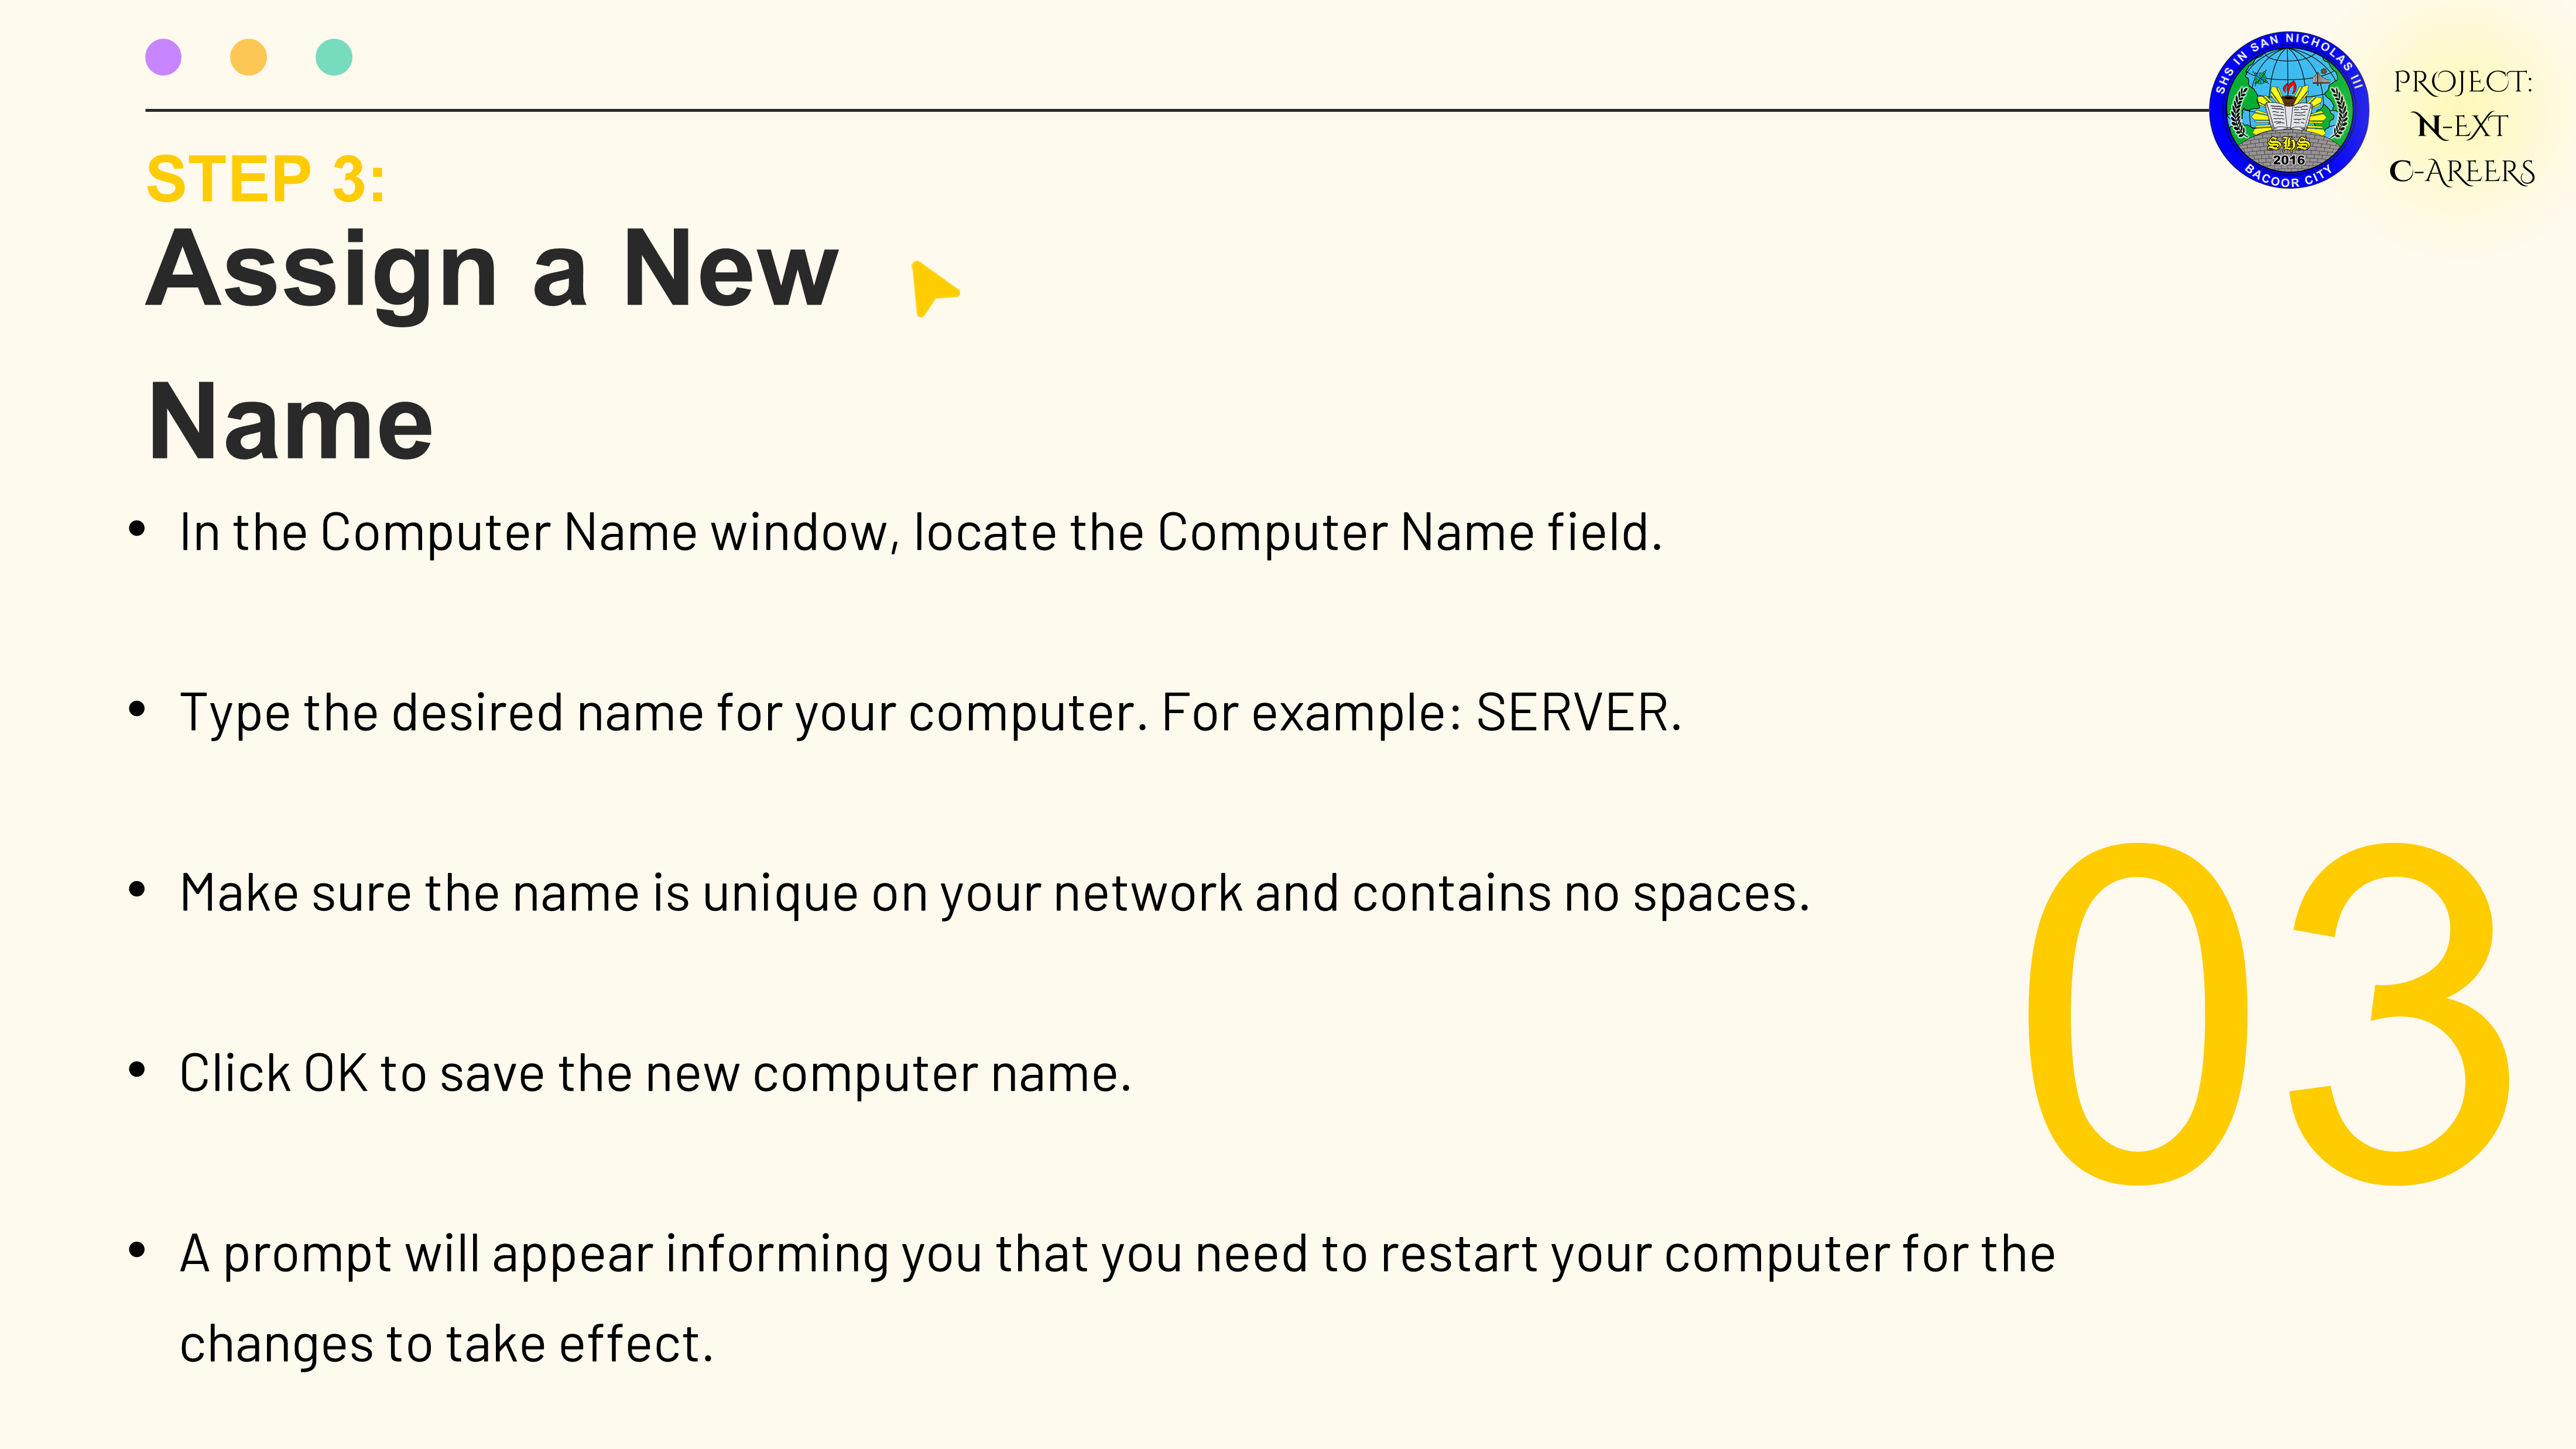 SHS IN SAN NICHOLAS III
SHS
2016
BACOOR CITY
PROJECT:
N-EXT
C-AREERS
STEP 3:
Assign a New
Name
• In the Computer Name window, locate the Computer Name field.
• Type the desired name for your computer. For example: SERVER.
• Make sure the name is unique on your network and contains no spaces.
• Click OK to save the new computer name.
• A prompt will appear informing you that you need to restart your computer for the
changes to take effect.
03